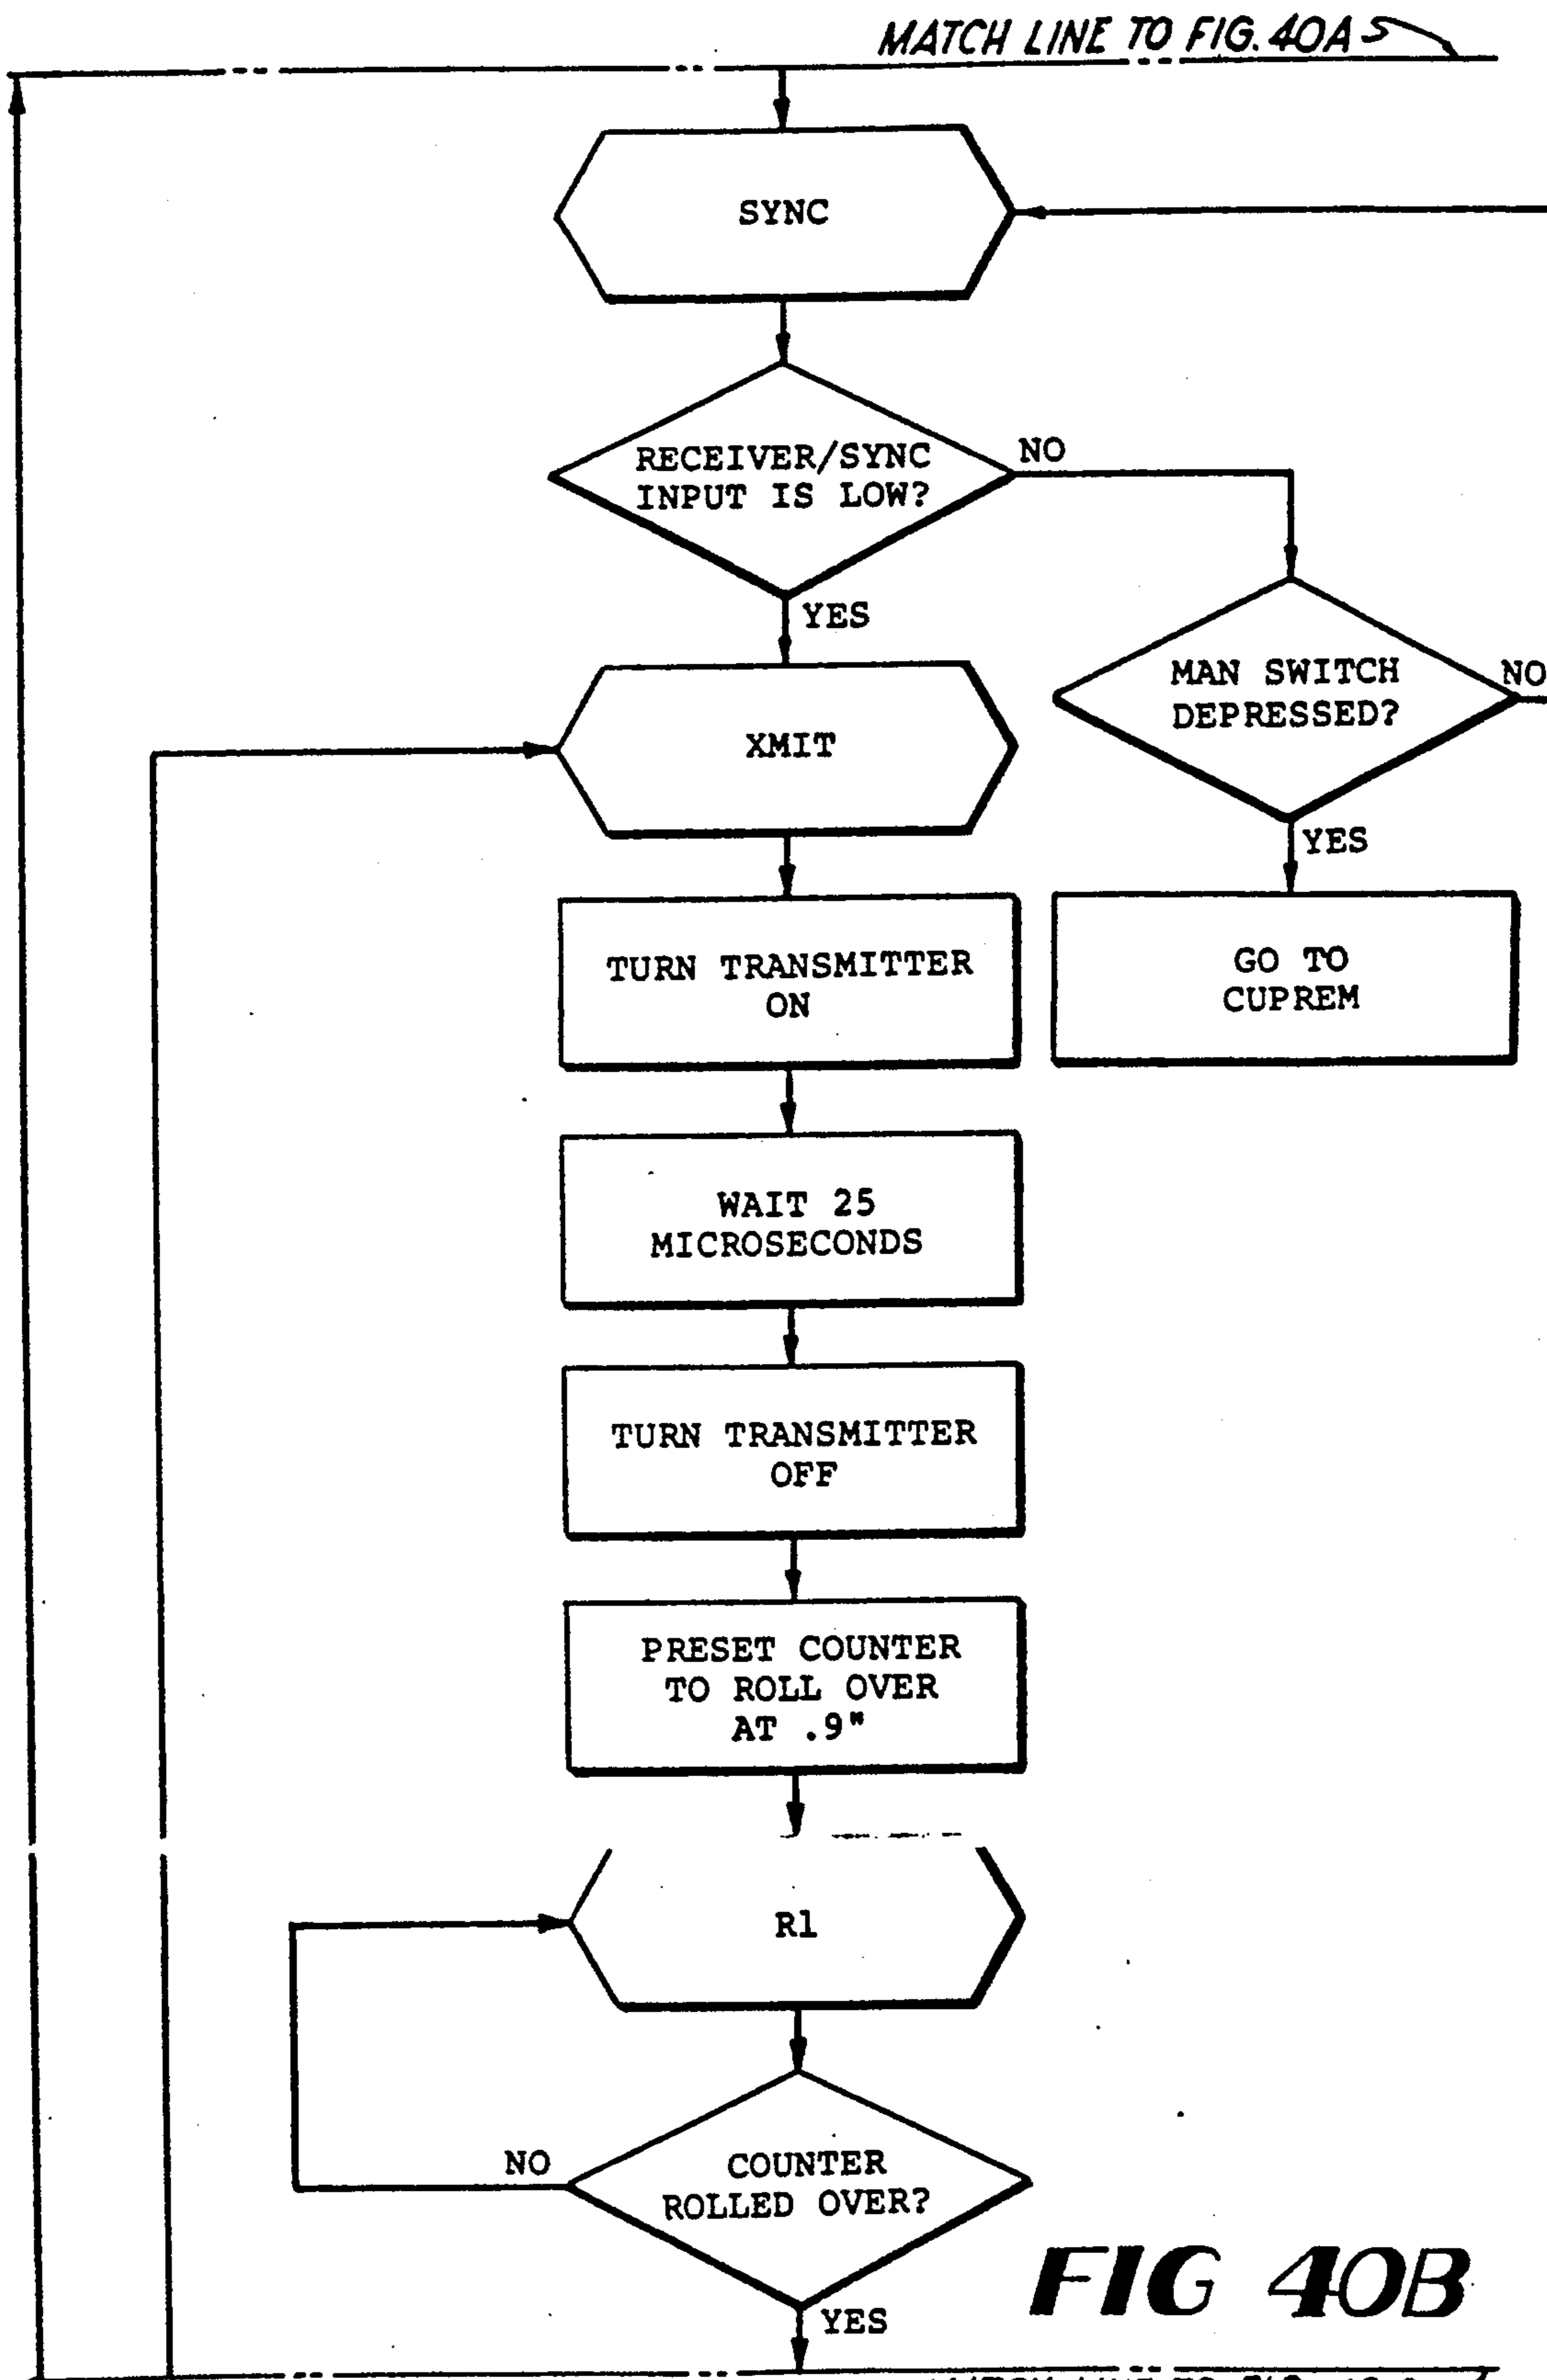 MATCH LINE TO FIG. 40A
SYNC
RECEIVER/SYNC
INPUT IS LOW?
NO
YES
MAN SWITCH
DEPRESSED?
NO
XMIT
YES
TURN TRANSMITTER
ON
GO TO
CUPREM
WAIT 25
MICROSECONDS
TURN TRANSMITTER
OFF
PRESET COUNTER
TO ROLL OVER
AT .9"
R1
NO
COUNTER
ROLLED OVER?
YES
FIG 40B